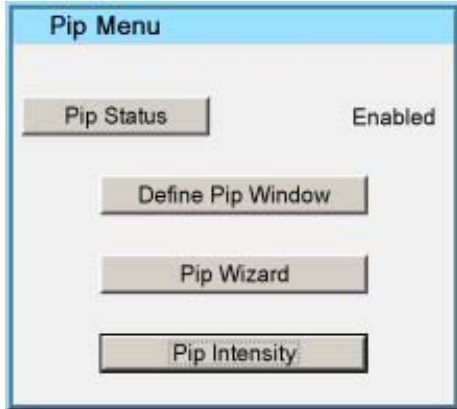 Pip Menu
Pip Status Enabled
Define Pip Window
Pip Wizard
Pip Intensity